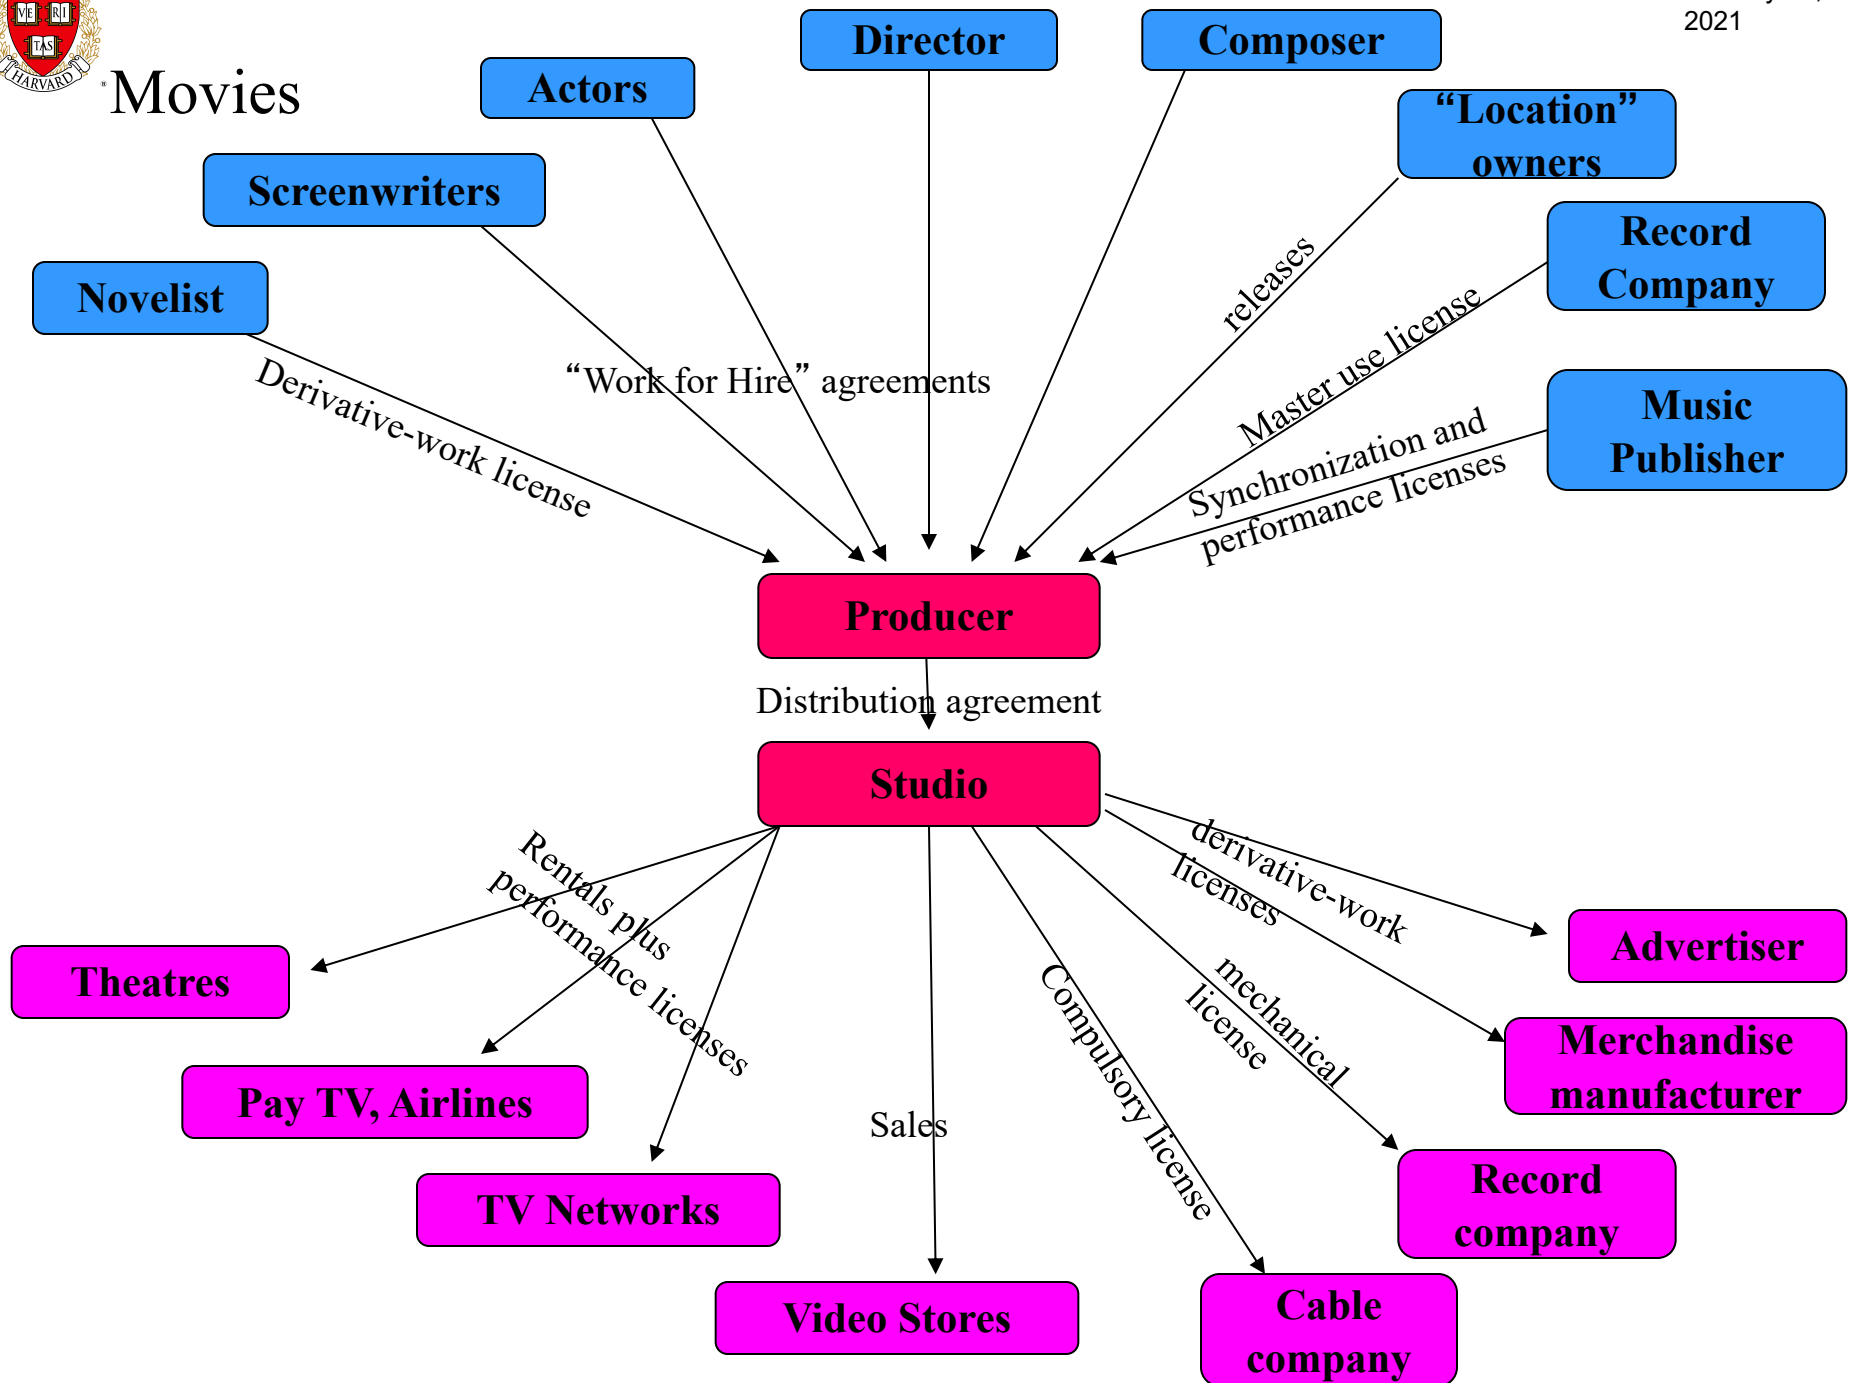 VE RI
TAS
HARVARD
2021
Movies
Director
Composer
Actors
“Location”
owners
Screenwriters
Record
Company
Novelist
releases
Master use license
Derivative-work license
“Work for Hire” agreements
Music
Publisher
Synchronization and
performance licenses
Producer
Distribution agreement
Studio
Rentals plus
performance licenses
derivative-work
licenses
Advertiser
Theatres
Compulsory license
mechanical
license
Merchandise
manufacturer
Pay TV, Airlines
Sales
TV Networks
Record
company
Video Stores
Cable
company